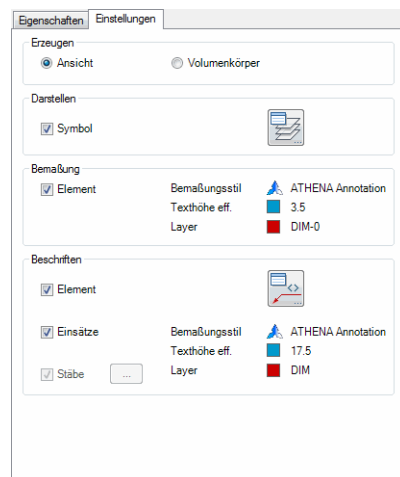 Eigenschaften Einstellungen
Erzeugen
Ansicht Volumenkörper
Darstellen
Symbol
...
Bemaßung
Element Bemaßungsstil ATHENA Annotation
Texthöhe eff. 3.5
Layer DIM-0
Beschriften
Element
<> ...
Einsätze Bemaßungsstil ATHENA Annotation
Texthöhe eff. 17.5
Stäbe ... Layer DIM